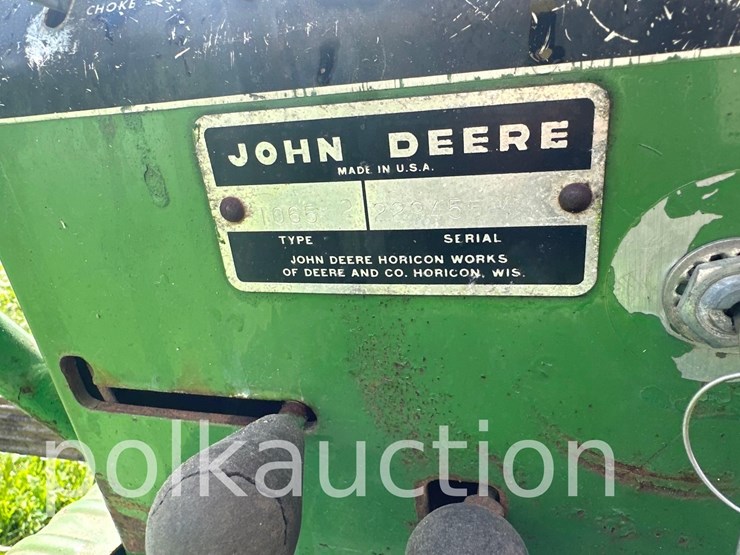 CHOKE
JOHN DEERE
MADE IN U.S.A.
TYPE SERIAL
JOHN DEERE HORICON WORKS
OF DEERE AND CO. HORICON, WIS.
polkauction